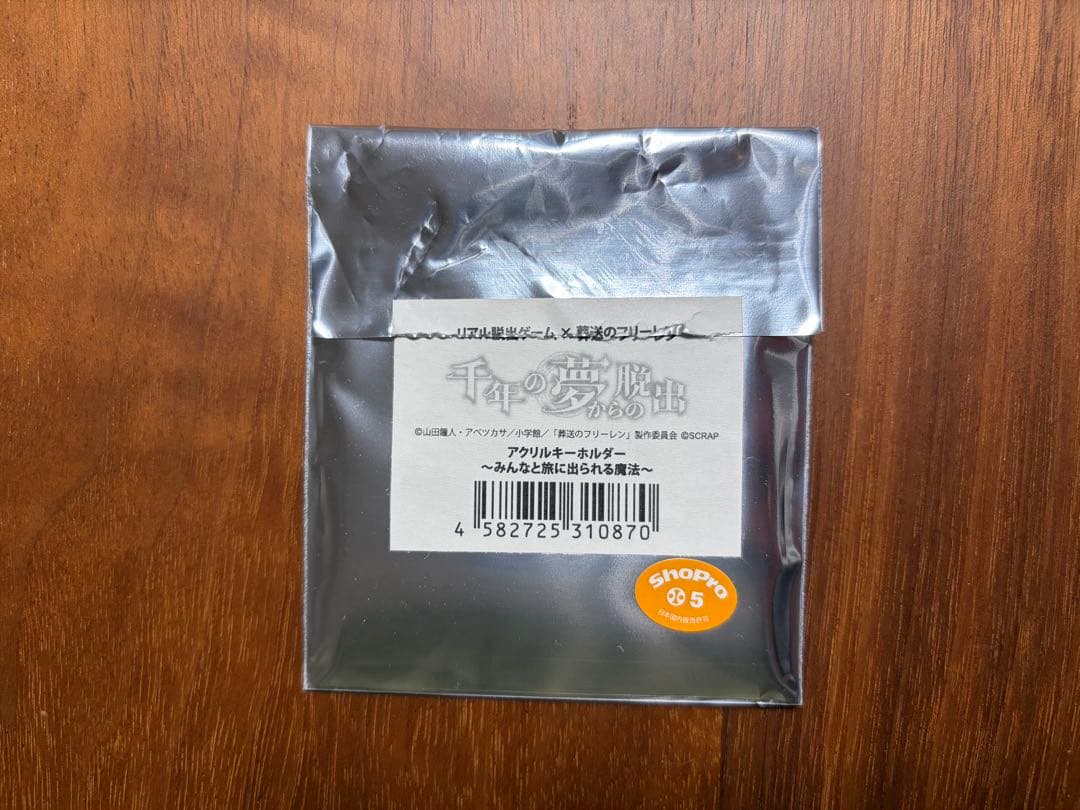 リアル脱出ゲーム × 葬送のフリーレン
千年の夢からの脱出
©山田鐘人・アベツカサ／小学館／「葬送のフリーレン」製作委員会 ©SCRAP
アクリルキーホルダー
～みんなと旅に出られる魔法～
4 582725 310870
ShoPro
5
日本国内販売許可